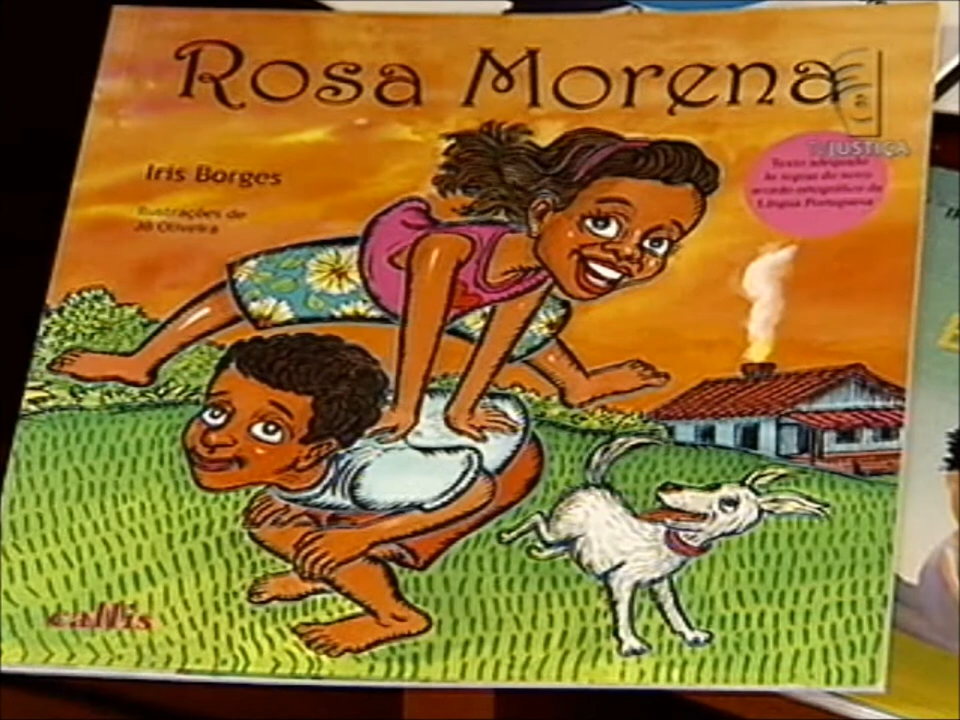 Rosa Morena
TV JUSTIÇA
Iris Borges
Texto adequado
às regras do novo
acordo ortográfico da
Língua Portuguesa
Ilustrações de
Jô Oliveira
callis